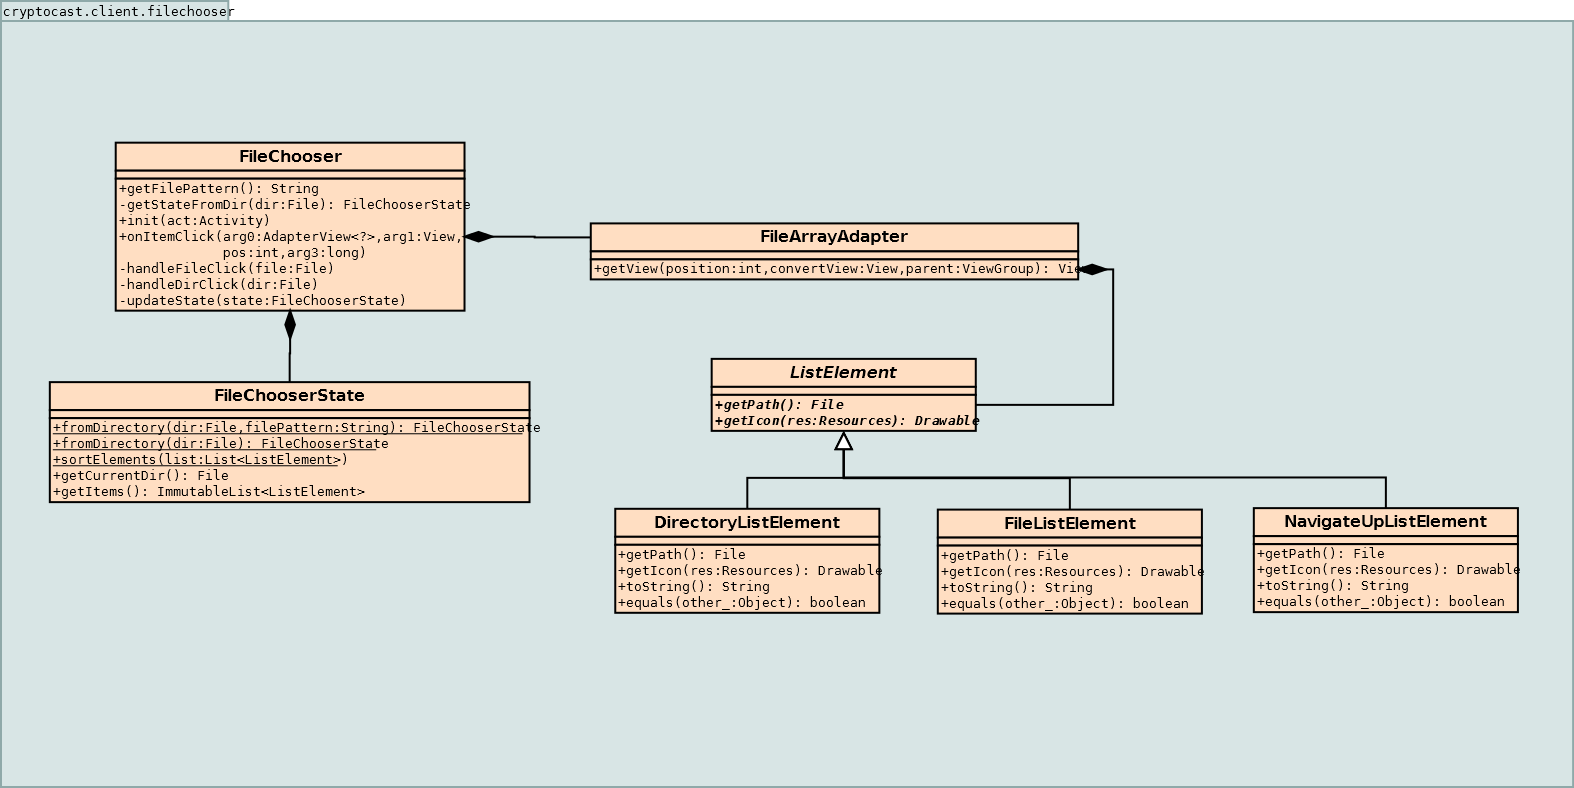 cryptocast.client.filechooser
FileChooser
+getFilePattern(): String
-getStateFromDir(dir:File): FileChooserState
+init(act:Activity)
+onItemClick(arg0:AdapterView<?>,arg1:View,
pos:int,arg3:long)
-handleFileClick(file:File)
-handleDirClick(dir:File)
-updateState(state:FileChooserState)
FileArrayAdapter
+getView(position:int,convertView:View,parent:ViewGroup): View
ListElement
+getPath(): File
+getIcon(res:Resources): Drawable
FileChooserState
+fromDirectory(dir:File,filePattern:String): FileChooserState
+fromDirectory(dir:File): FileChooserState
+sortElements(list:List<ListElement>)
+getCurrentDir(): File
+getItems(): ImmutableList<ListElement>
DirectoryListElement
+getPath(): File
+getIcon(res:Resources): Drawable
+toString(): String
+equals(other_:Object): boolean
FileListElement
+getPath(): File
+getIcon(res:Resources): Drawable
+toString(): String
+equals(other_:Object): boolean
NavigateUpListElement
+getPath(): File
+getIcon(res:Resources): Drawable
+toString(): String
+equals(other_:Object): boolean